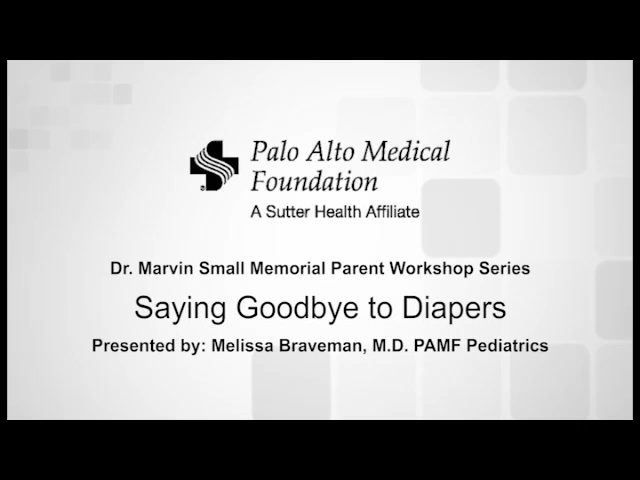 Palo Alto Medical
Foundation
A Sutter Health Affiliate
Dr. Marvin Small Memorial Parent Workshop Series
Saying Goodbye to Diapers
Presented by: Melissa Braveman, M.D. PAMF Pediatrics